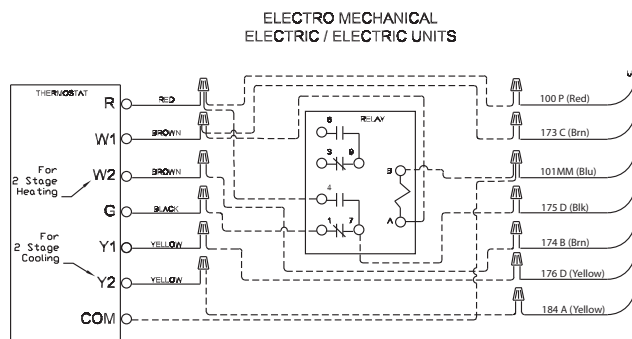 ELECTRO MECHANICAL
ELECTRIC / ELECTRIC UNITS
THERMOSTAT
R
RED
W1
BROWN
For
2 Stage
Heating
W2
BROWN
G
BLACK
Y1
YELLOW
For
2 Stage
Cooling
Y2
YELLOW
COM
RELAY
6
3
9
B
4
1
7
A
100 P (Red)
173 C (Brn)
101MM (Blu)
175 D (Blk)
174 B (Brn)
176 D (Yellow)
184 A (Yellow)